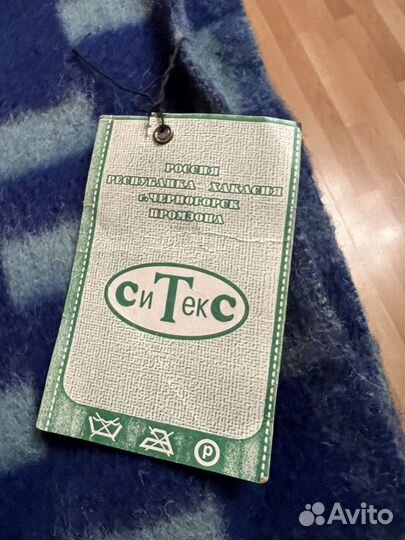 РОССИЯ
РЕСПУБЛИКА ХАКАСИЯ
г. ЧЕРНОГОРСК
ПРОМЗОНА
СиТекС
P
Avito